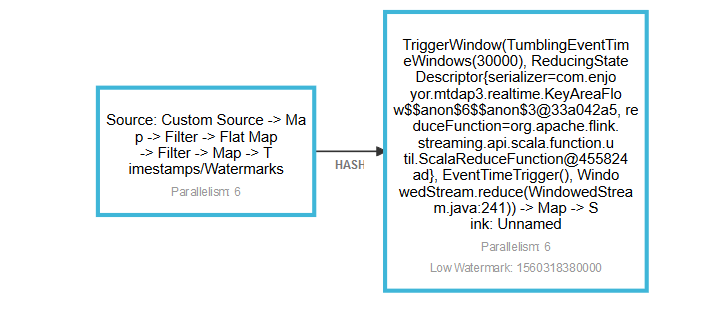 Source: Custom Source -> Ma
p -> Filter -> Flat Map
-> Filter -> Map -> T
imestamps/Watermarks
Parallelism: 6
HASH
TriggerWindow(TumblingEventTim
eWindows(30000), ReducingState
Descriptor{serializer=com.enjo
yor.mtdap3.realtime.KeyAreaFlo
w$$anon$6$$anon$3@33a042a5, re
duceFunction=org.apache.flink.
streaming.api.scala.function.u
til.ScalaReduceFunction@455824
ad}, EventTimeTrigger(), Windo
wedStream.reduce(WindowedStrea
m.java:241)) -> Map -> S
ink: Unnamed
Parallelism: 6
Low Watermark: 1560318380000